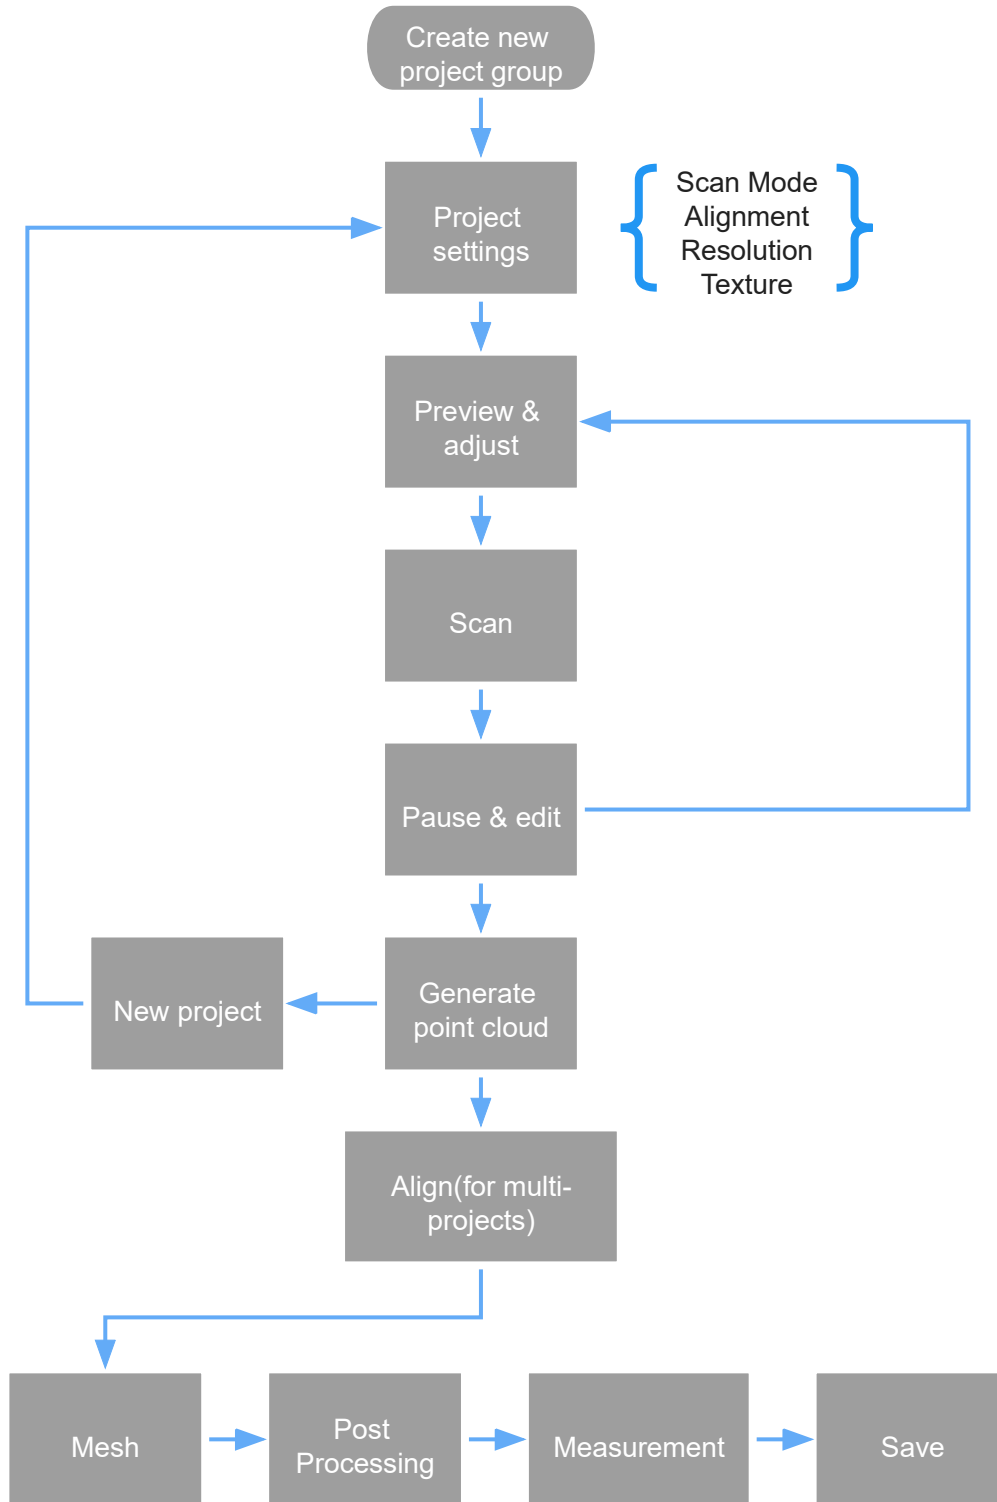 Create new
project group
Project
settings
Scan Mode
Alignment
Resolution
Texture
Preview &
adjust
Scan
Pause & edit
New project
Generate
point cloud
Align(for multi-
projects)
Mesh
Post
Processing
Measurement
Save